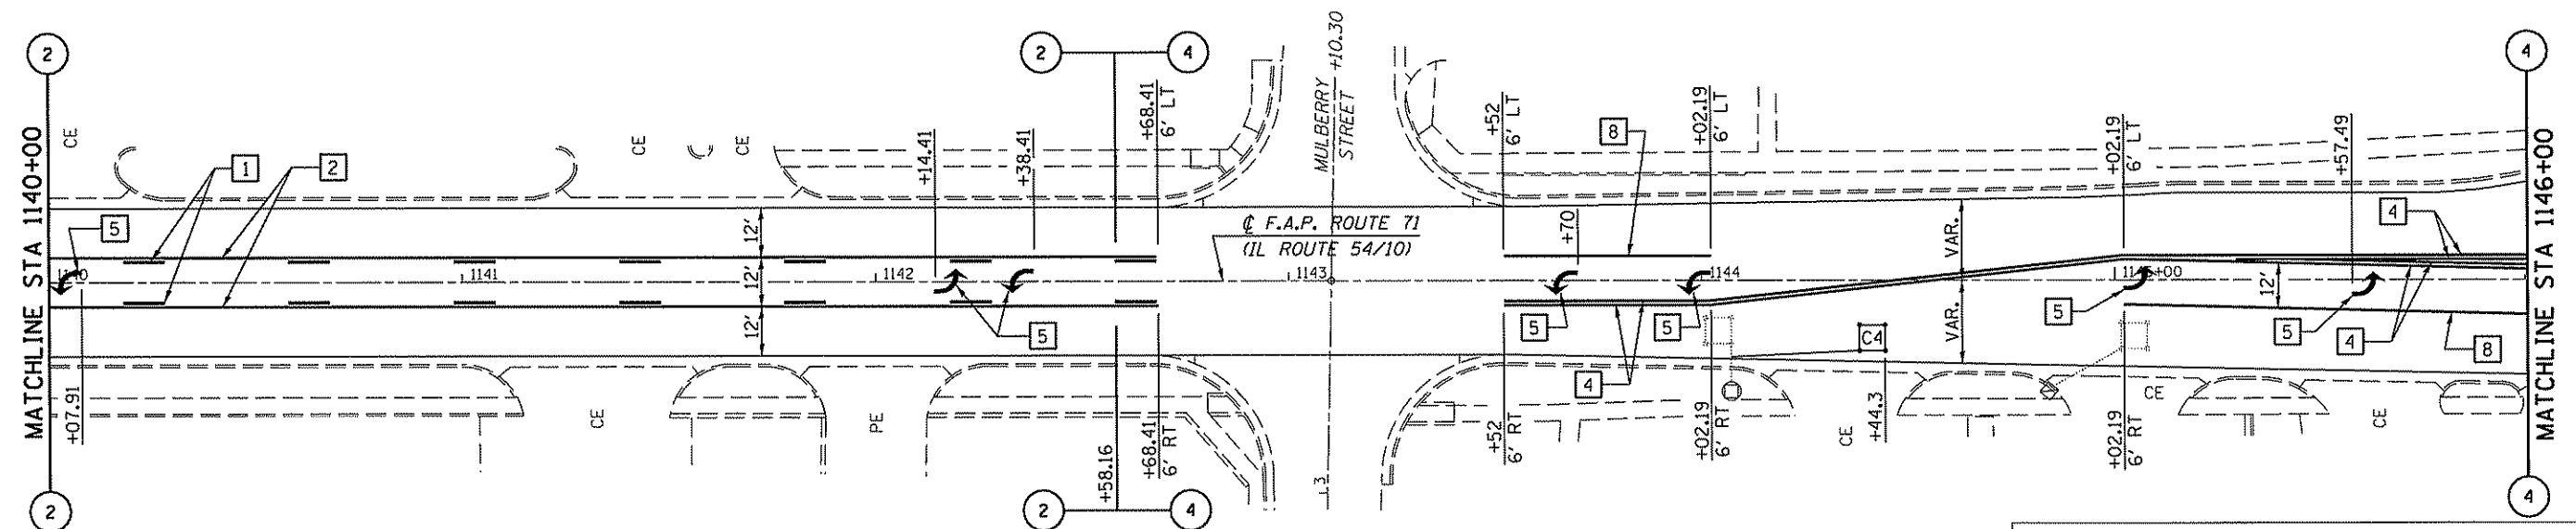 2
2
4
4
MATCHLINE STA 1140+00
CE
CE
CE
1
2
+14.41
+38.41
+68.41
6' LT
MULBERRY +10.30
STREET
+52
6' LT
8
+02.19
6' LT
+02.19
6' LT
+57.49
MATCHLINE STA 1146+00
5
12'
12'
12'
℄ F.A.P. ROUTE 71
(IL ROUTE 54/10)
+70
VAR.
VAR.
12'
4
1140
1141
1142
1143
1144
+00
5
5
5
5
5
4
8
C4
4
+07.91
CE
PE
+58.16
+68.41
6' RT
3
+52
6' RT
+02.19
6' RT
CE
+44.3
+02.19
6' RT
CE
CE
2
2
4
4